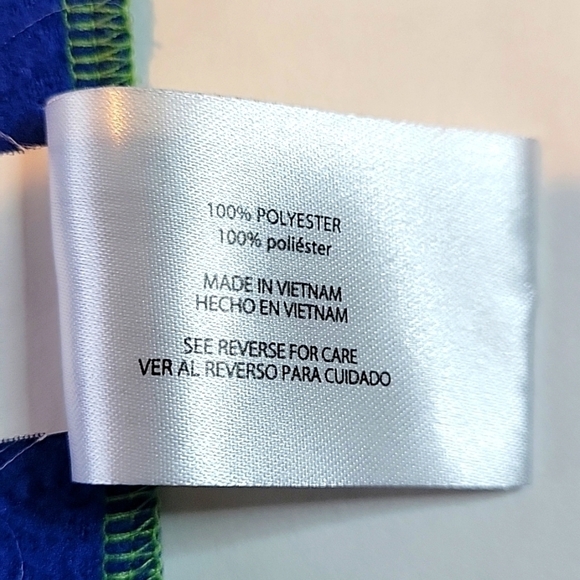 100% POLYESTER
100% poliéster
MADE IN VIETNAM
HECHO EN VIETNAM
SEE REVERSE FOR CARE
VER AL REVERSO PARA CUIDADO